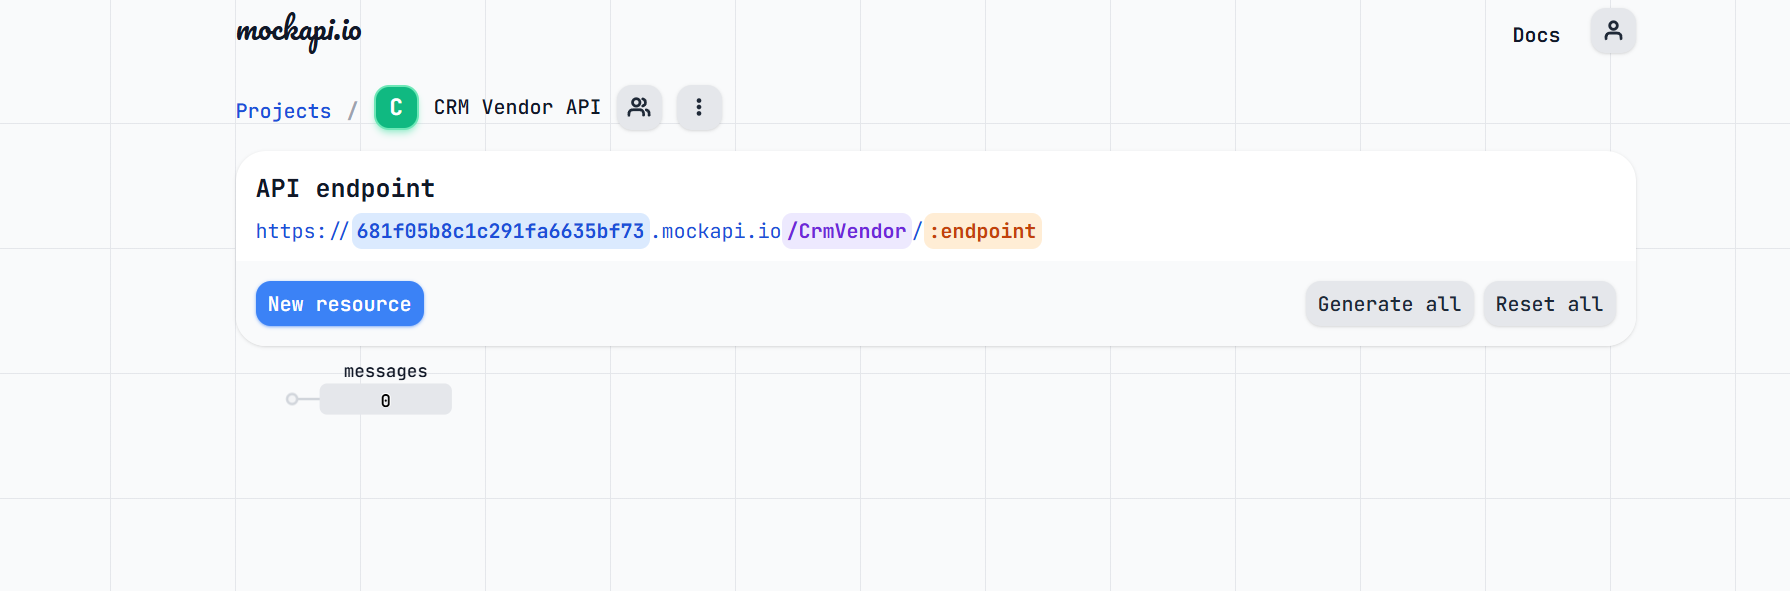 mockapi.io
Docs
Projects / C CRM Vendor API
API endpoint
https://681f05b8c1c291fa6635bf73.mockapi.io/CrmVendor/:endpoint
New resource
Generate all
Reset all
messages
0